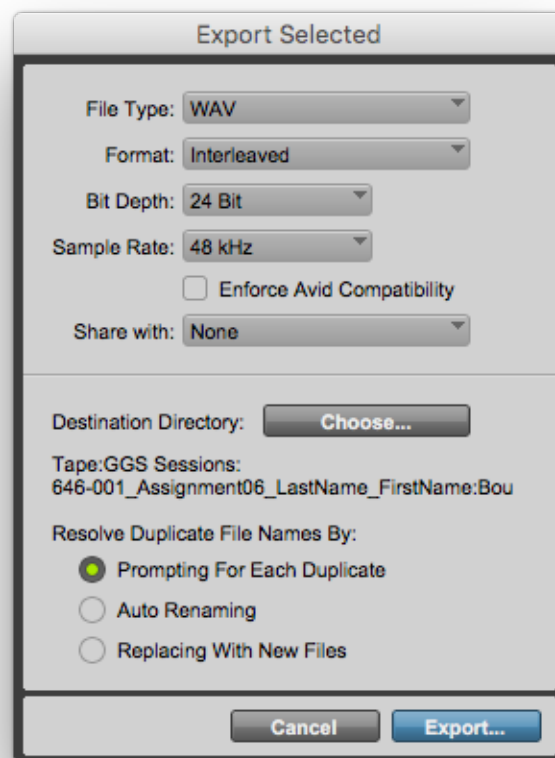 Export Selected
File Type: WAV
Format: Interleaved
Bit Depth: 24 Bit
Sample Rate: 48 kHz
Enforce Avid Compatibility
Share with: None
Destination Directory: Choose...
Tape:GGS Sessions:
646-001_Assignment06_LastName_FirstName:Bou
Resolve Duplicate File Names By:
Prompting For Each Duplicate
Auto Renaming
Replacing With New Files
Cancel Export...